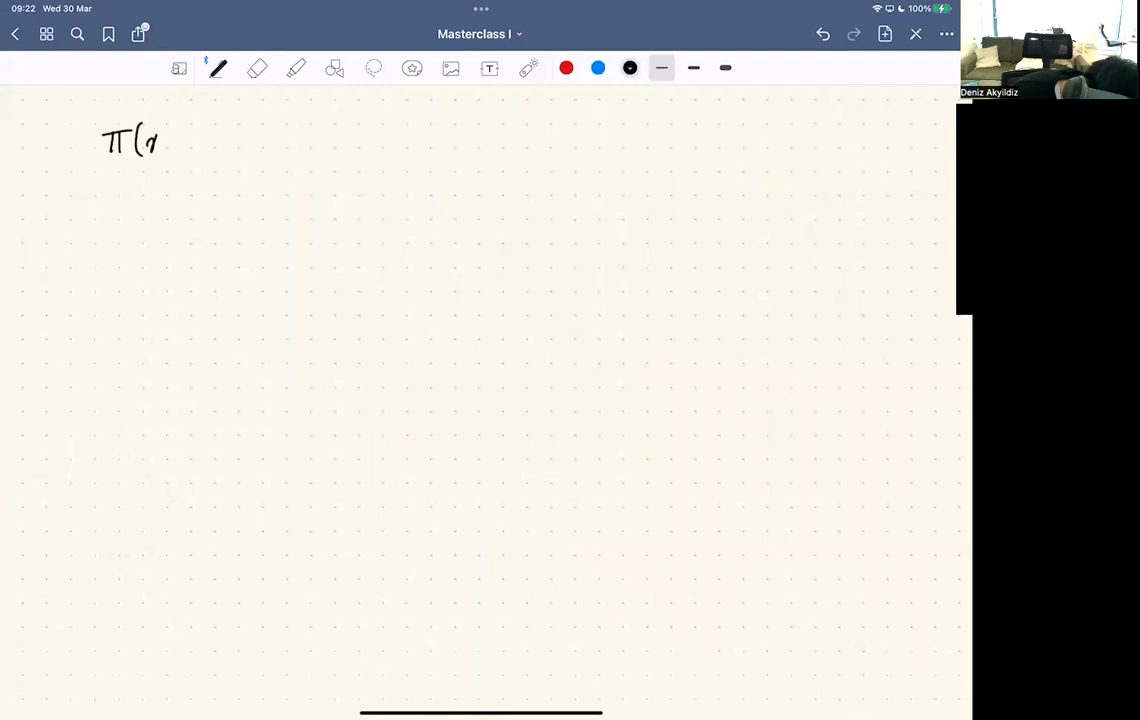 09:22 Wed 30 Mar
100%
Masterclass I
T
Deniz Akyildiz
π(x